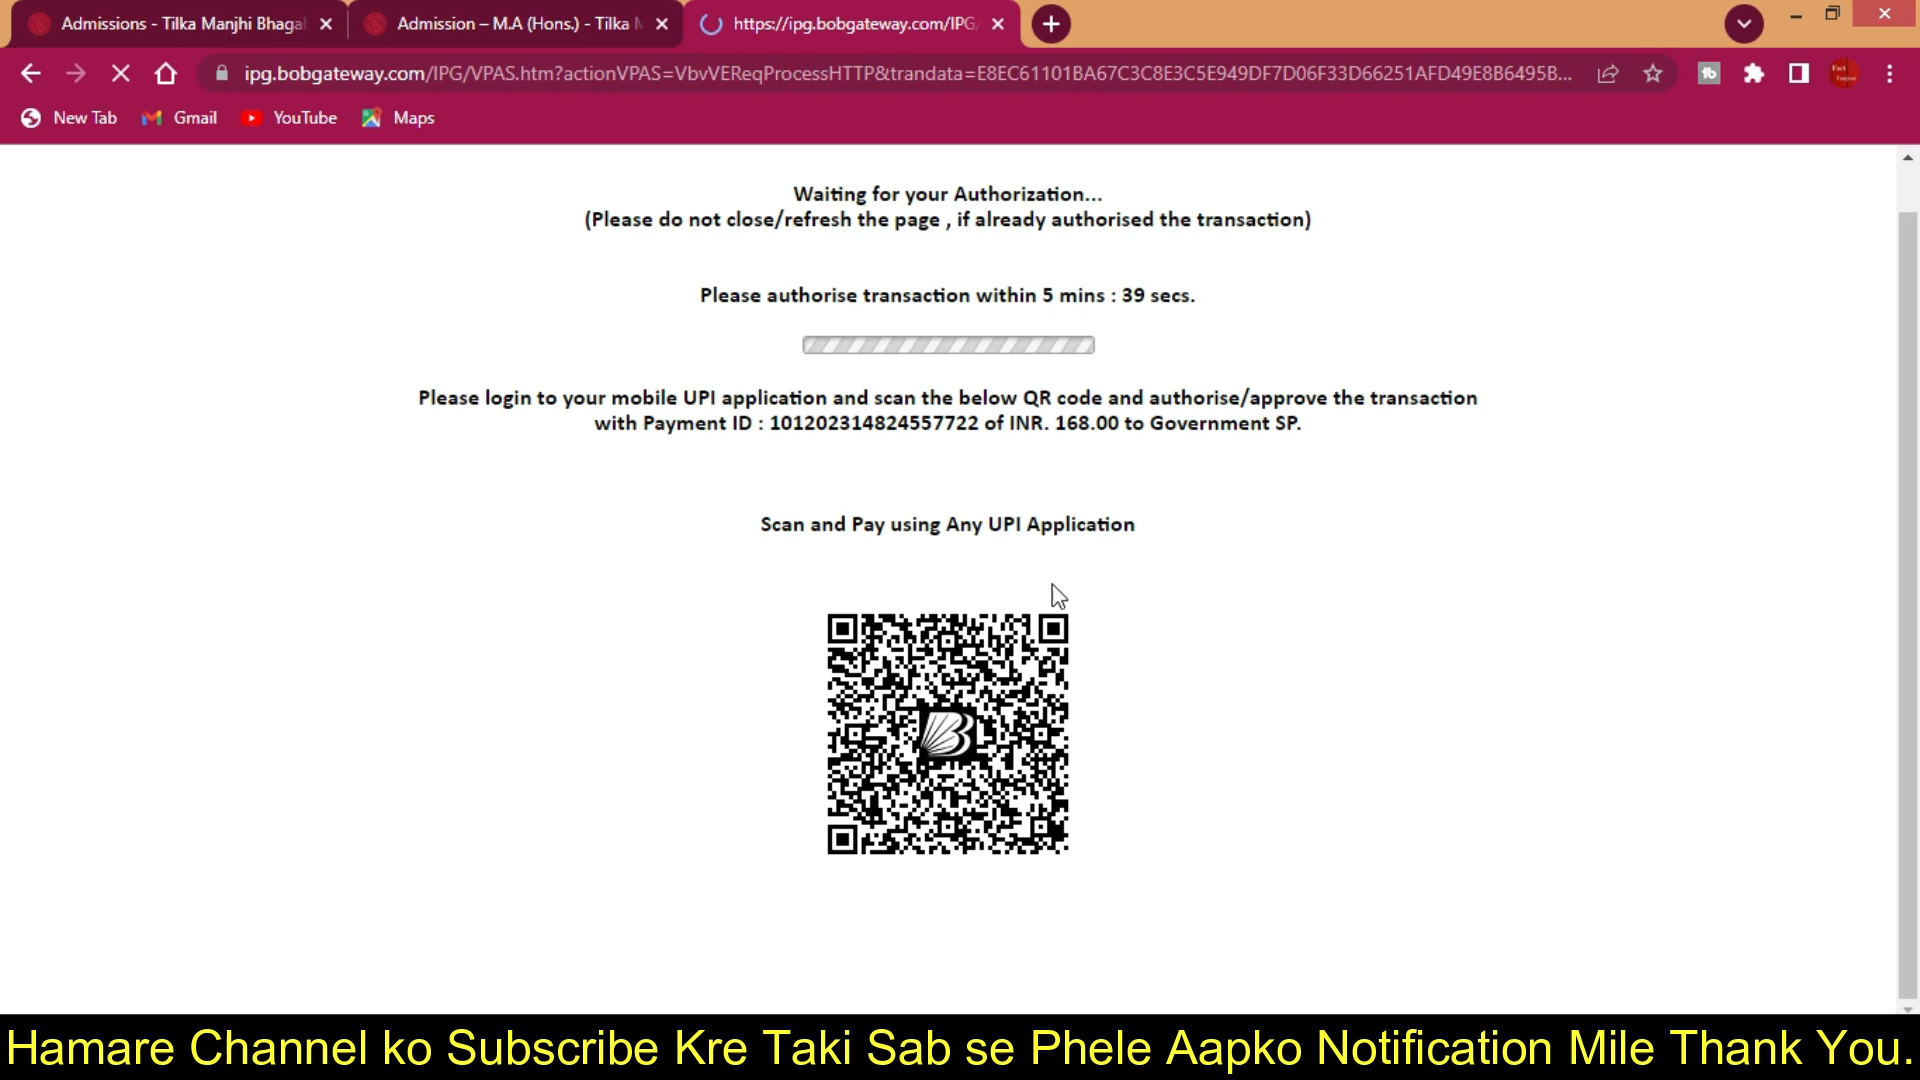 Admissions - Tilka Manjhi Bhagal
Admission – M.A (Hons.) - Tilka M
https://ipg.bobgateway.com/IPG
ipg.bobgateway.com/IPG/VPAS.htm?actionVPAS=VbvVEReqProcessHTTP&trandata=E8EC61101BA67C3C8E3C5E949DF7D06F33D66251AFD49E8B6495B...
New Tab
Gmail
YouTube
Maps
Waiting for your Authorization...
(Please do not close/refresh the page , if already authorised the transaction)
Please authorise transaction within 5 mins : 39 secs.
Please login to your mobile UPI application and scan the below QR code and authorise/approve the transaction
with Payment ID : 101202314824557722 of INR. 168.00 to Government SP.
Scan and Pay using Any UPI Application
Hamare Channel ko Subscribe Kre Taki Sab se Phele Aapko Notification Mile Thank You.